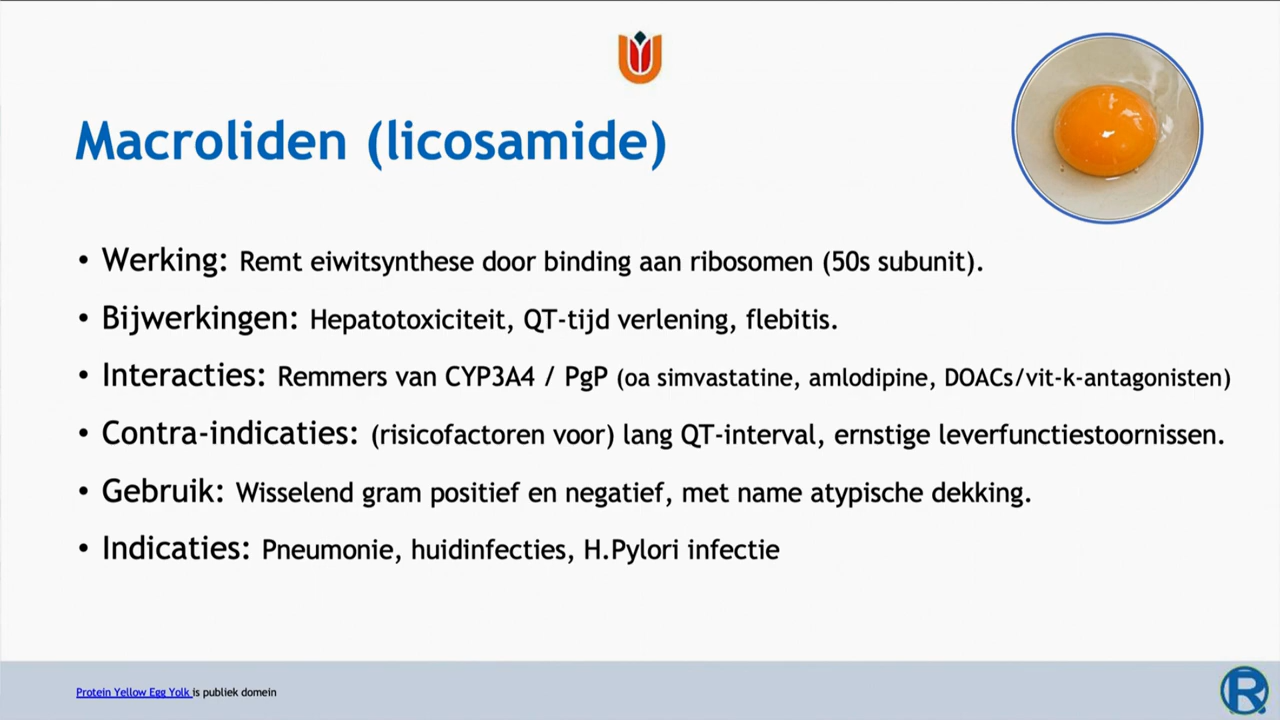 Macroliden (licosamide)
• Werking: Remt eiwitsynthese door binding aan ribosomen (50s subunit).
• Bijwerkingen: Hepatotoxiciteit, QT-tijd verlening, flebitis.
• Interacties: Remmers van CYP3A4 / PgP (oa simvastatine, amlodipine, DOACs/vit-k-antagonisten)
• Contra-indicaties: (risicofactoren voor) lang QT-interval, ernstige leverfunctiestoornissen.
• Gebruik: Wisselend gram positief en negatief, met name atypische dekking.
• Indicaties: Pneumonie, huidinfecties, H.Pylori infectie
Protein Yellow Egg Yolk is publiek domein
R